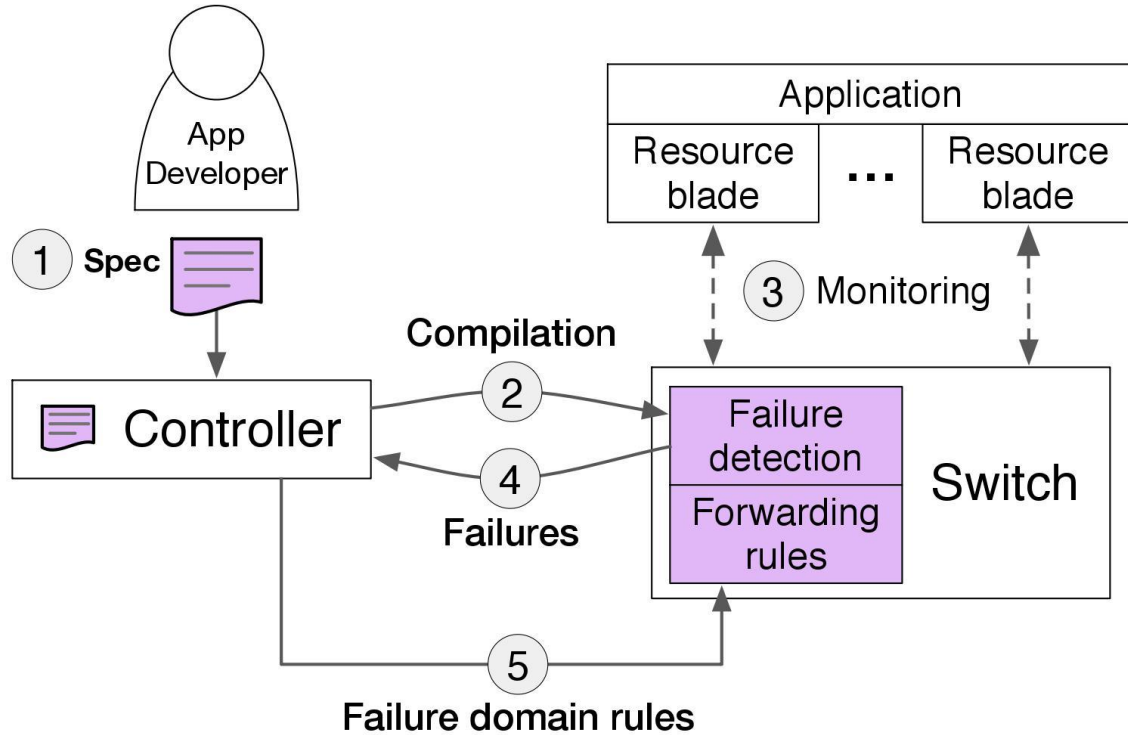 App
Developer
1 Spec
Controller
Compilation
2
4
Failures
5
Failure domain rules
Application
Resource
blade
...
Resource
blade
3 Monitoring
Failure
detection
Forwarding
rules
Switch